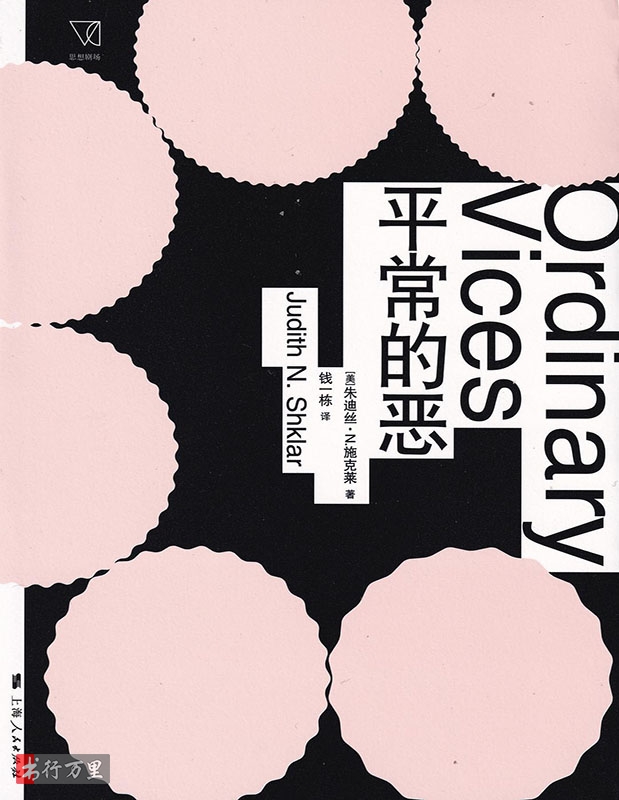 思想剧场
Ordinary
Vices
平常的恶
[美]朱迪丝·N.施克莱 著
钱一栋 译
Judith N. Shklar
上海人民出版社
书行万里